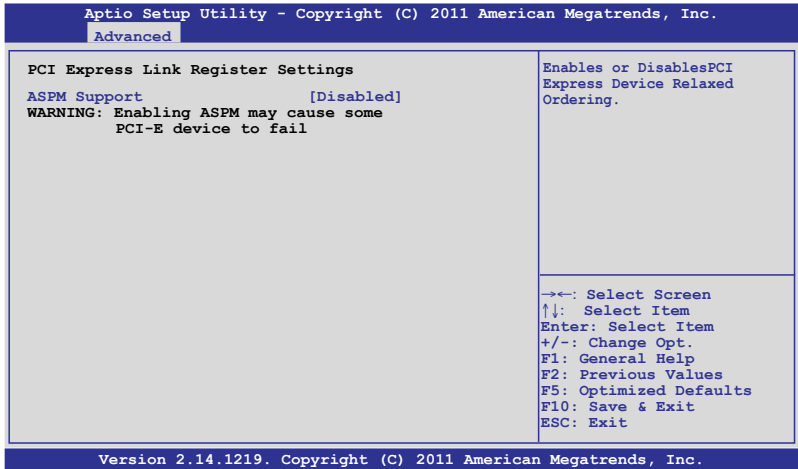 Aptio Setup Utility - Copyright (C) 2011 American Megatrends, Inc.
Advanced
PCI Express Link Register Settings
ASPM Support [Disabled]
WARNING: Enabling ASPM may cause some
PCI-E device to fail
Enables or DisablesPCI
Express Device Relaxed
Ordering.
→←: Select Screen
↑↓: Select Item
Enter: Select Item
+/-: Change Opt.
F1: General Help
F2: Previous Values
F5: Optimized Defaults
F10: Save & Exit
ESC: Exit
Version 2.14.1219. Copyright (C) 2011 American Megatrends, Inc.